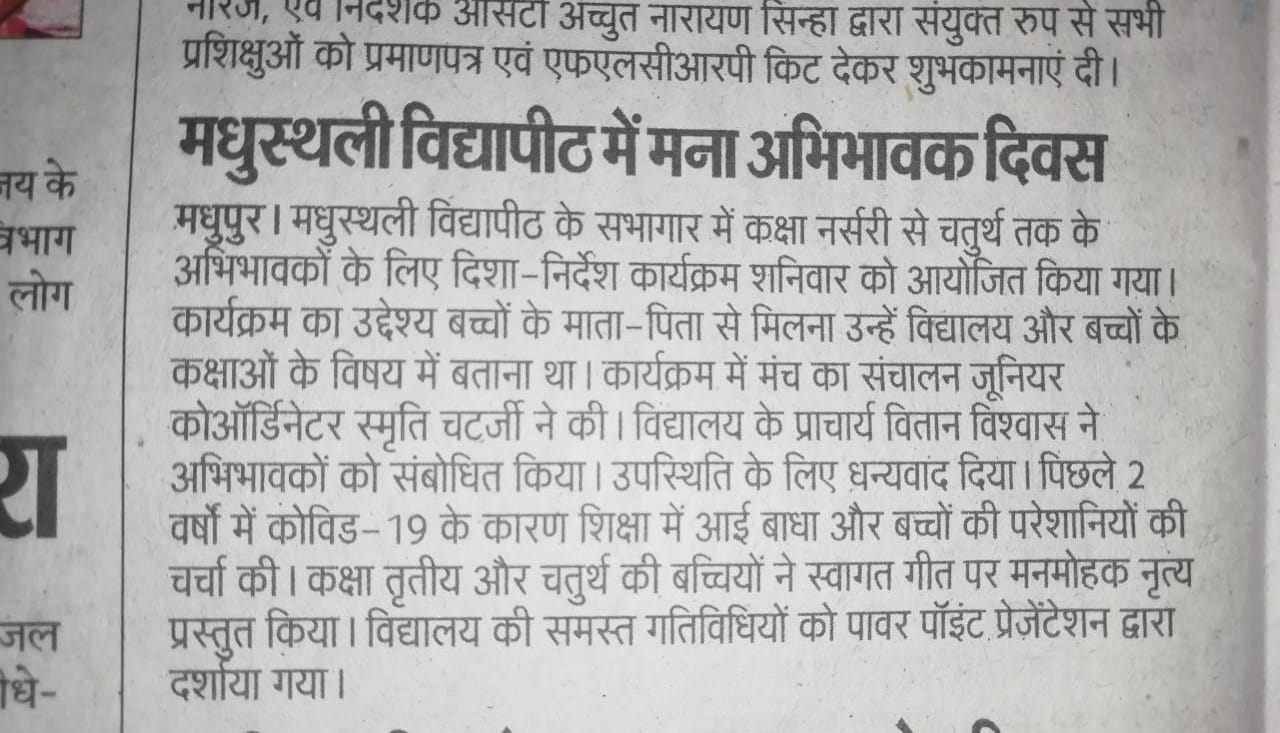 नीरज, एवं निदेशक आरसेटी अच्चुत नारायण सिन्हा द्वारा संयुक्त रुप से सभी
प्रशिक्षुओं को प्रमाणपत्र एवं एफएलसीआरपी किट देकर शुभकामनाएं दी।
मधुस्थली विद्यापीठ में मना अभिभावक दिवस
मधुपुर। मधुस्थली विद्यापीठ के सभागार में कक्षा नर्सरी से चतुर्थ तक के
अभिभावकों के लिए दिशा-निर्देश कार्यक्रम शनिवार को आयोजित किया गया।
कार्यक्रम का उद्देश्य बच्चों के माता-पिता से मिलना उन्हें विद्यालय और बच्चों के
कक्षाओं के विषय में बताना था। कार्यक्रम में मंच का संचालन जूनियर
कोऑर्डिनेटर स्मृति चटर्जी ने की। विद्यालय के प्राचार्य वितान विश्वास ने
अभिभावकों को संबोधित किया। उपस्थिति के लिए धन्यवाद दिया। पिछले 2
वर्षों में कोविड-19 के कारण शिक्षा में आई बाधा और बच्चों की परेशानियों की
चर्चा की। कक्षा तृतीय और चतुर्थ की बच्चियों ने स्वागत गीत पर मनमोहक नृत्य
प्रस्तुत किया। विद्यालय की समस्त गतिविधियों को पावर पॉइंट प्रेज़ेंटेशन द्वारा
दर्शाया गया।
के
लोग